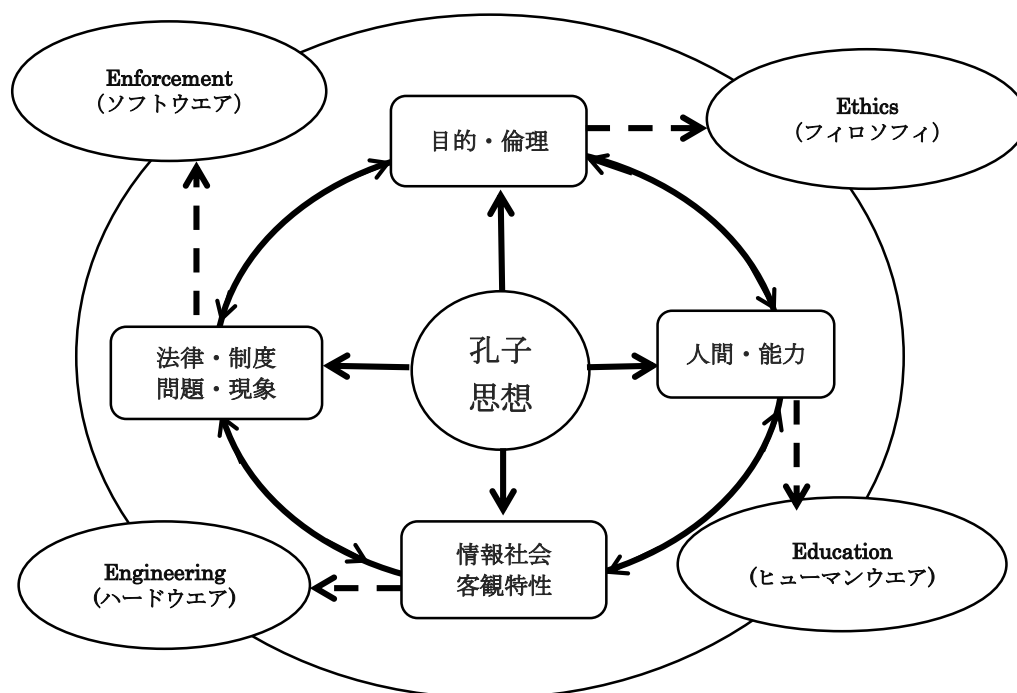 Enforcement
（ソフトウエア）
Ethics
（フィロソフィ）
目的・倫理
法律・制度
問題・現象
孔子
思想
人間・能力
情報社会
客観特性
Engineering
（ハードウエア）
Education
（ヒューマンウエア）